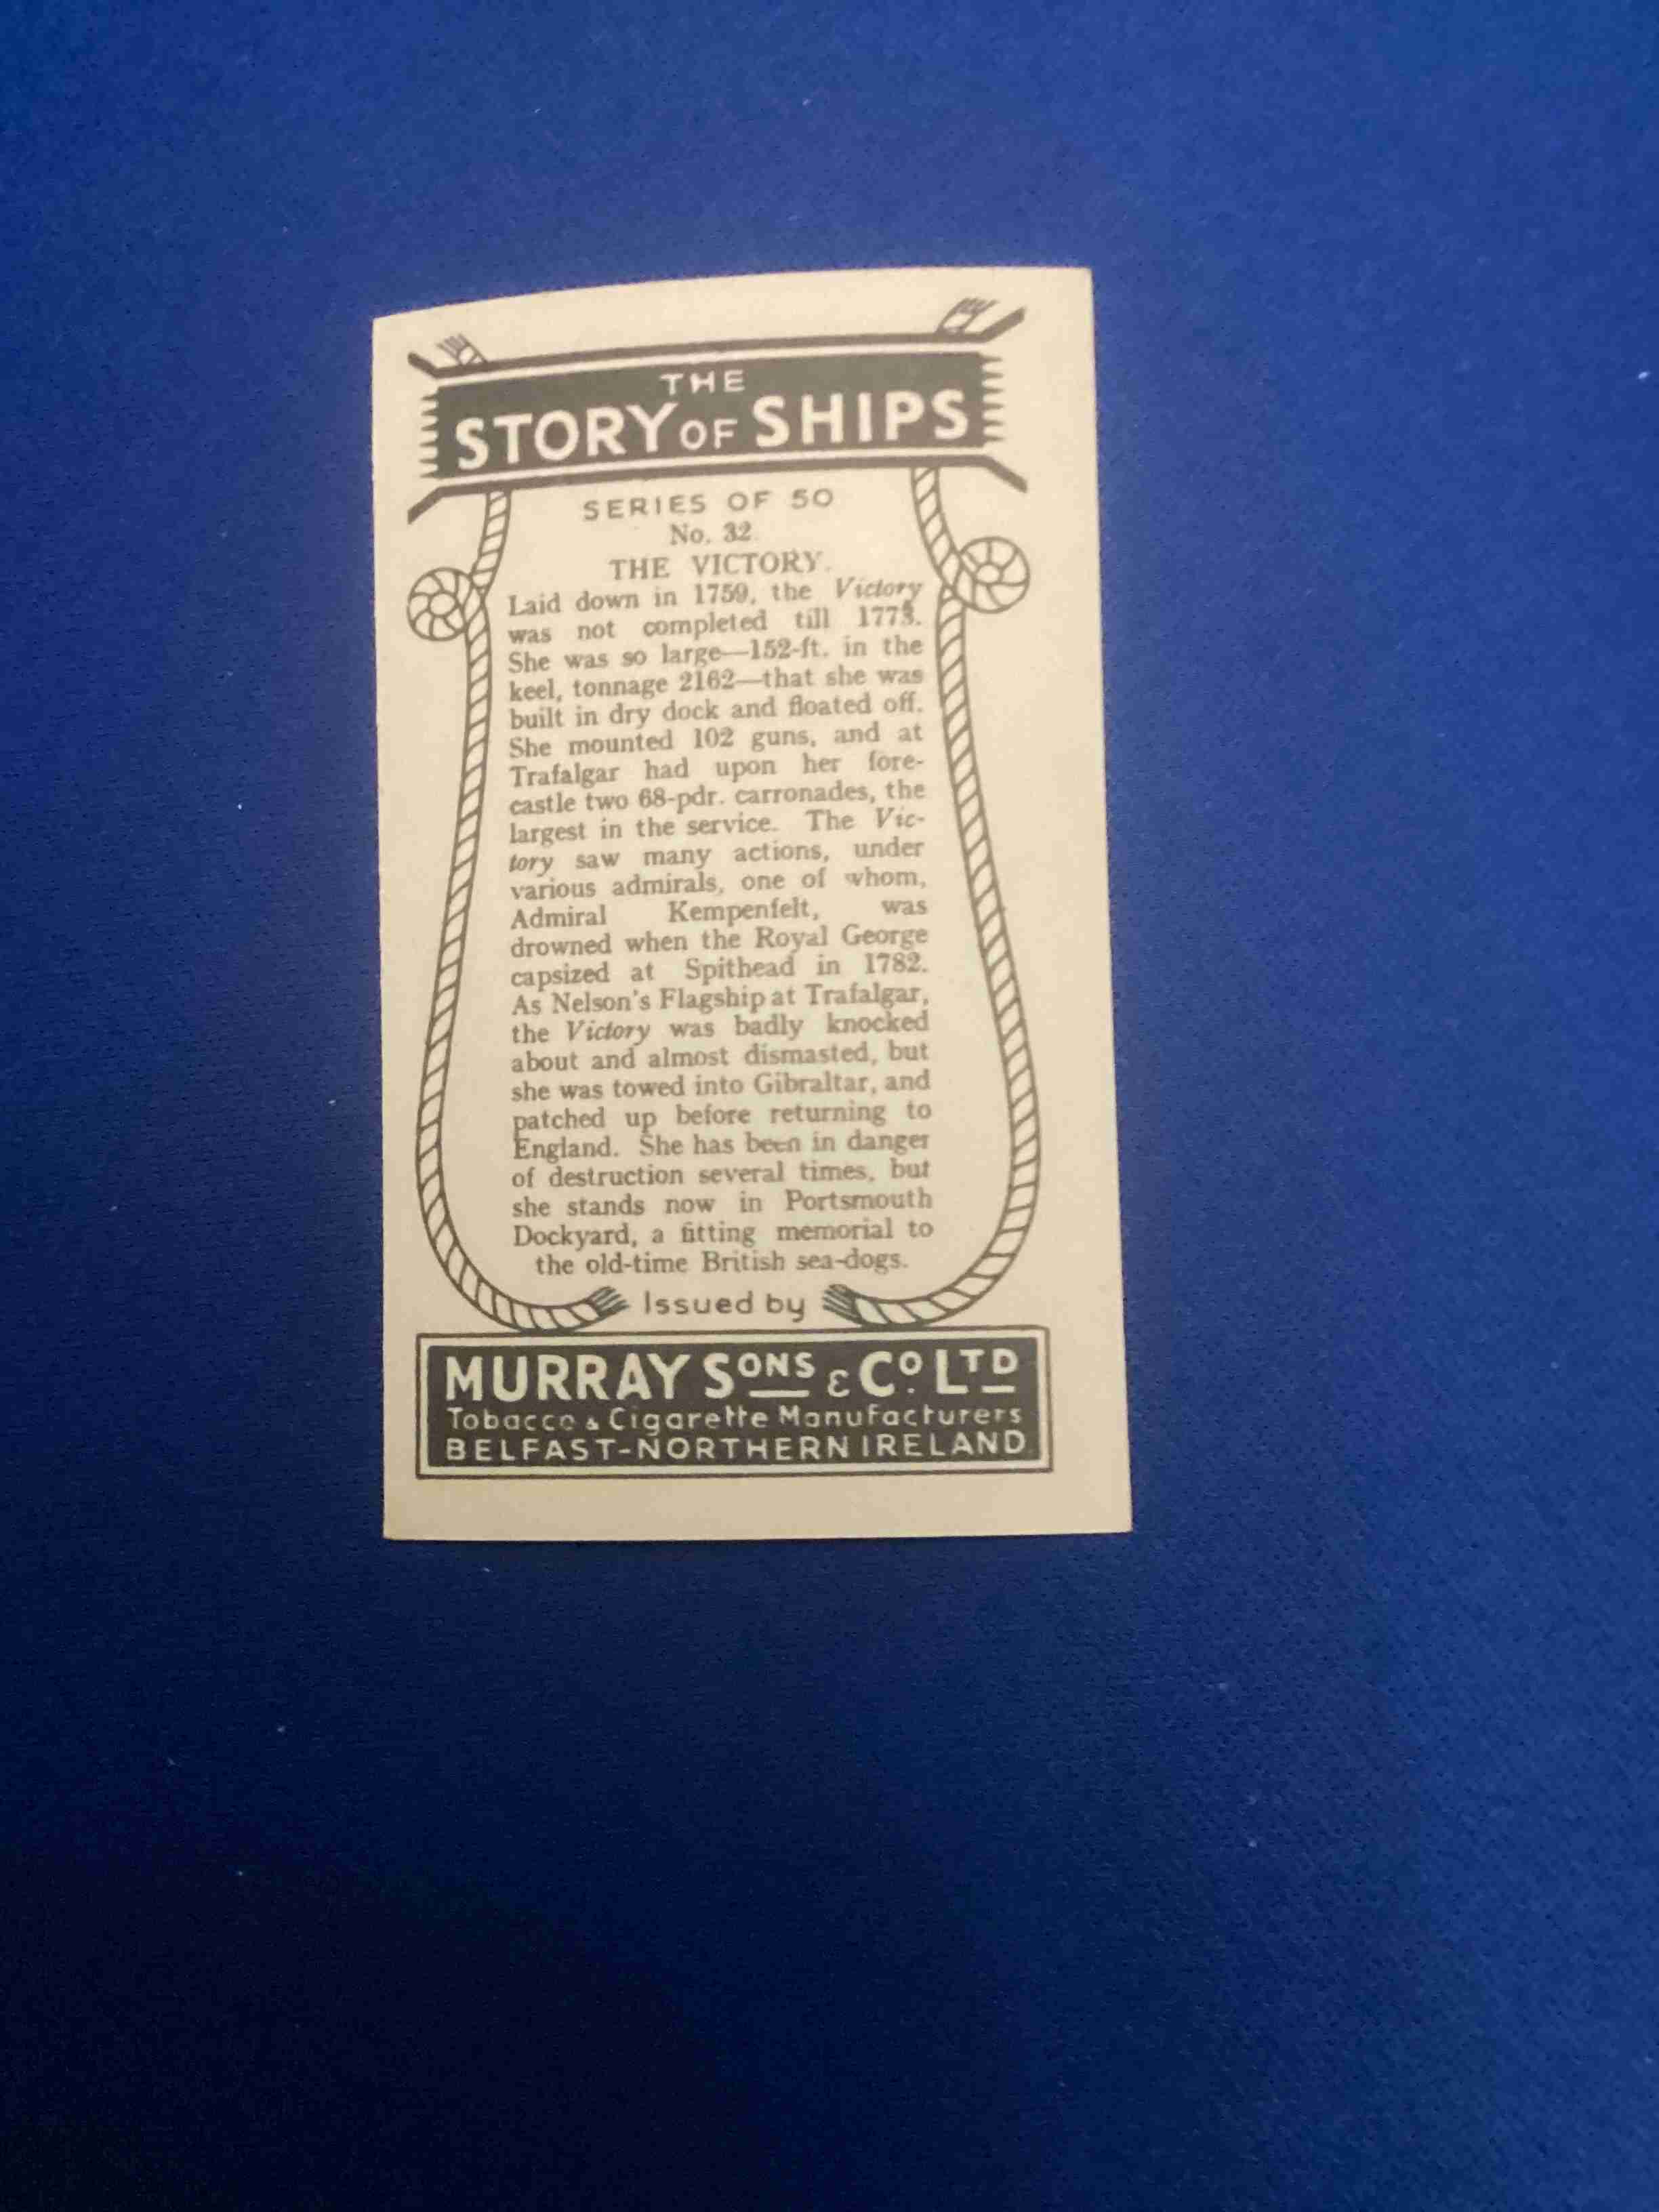 THE
STORY OF SHIPS
SERIES OF 50
No. 32.
THE VICTORY.
Laid down in 1759, the Victory
was not completed till 1773.
She was so large—152-ft. in the
keel, tonnage 2162—that she was
built in dry dock and floated off.
She mounted 102 guns, and at
Trafalgar had upon her fore-
castle two 68-pdr. carronades, the
largest in the service. The Vic-
tory saw many actions, under
various admirals, one of whom,
Admiral Kempenfelt, was
drowned when the Royal George
capsized at Spithead in 1782.
As Nelson's Flagship at Trafalgar,
the Victory was badly knocked
about and almost dismasted, but
she was towed into Gibraltar, and
patched up before returning to
England. She has been in danger
of destruction several times, but
she stands now in Portsmouth
Dockyard, a fitting memorial to
the old-time British sea-dogs.
Issued by
MURRAY SONS & CO. LTD
Tobacco & Cigarette Manufacturers
BELFAST-NORTHERN IRELAND